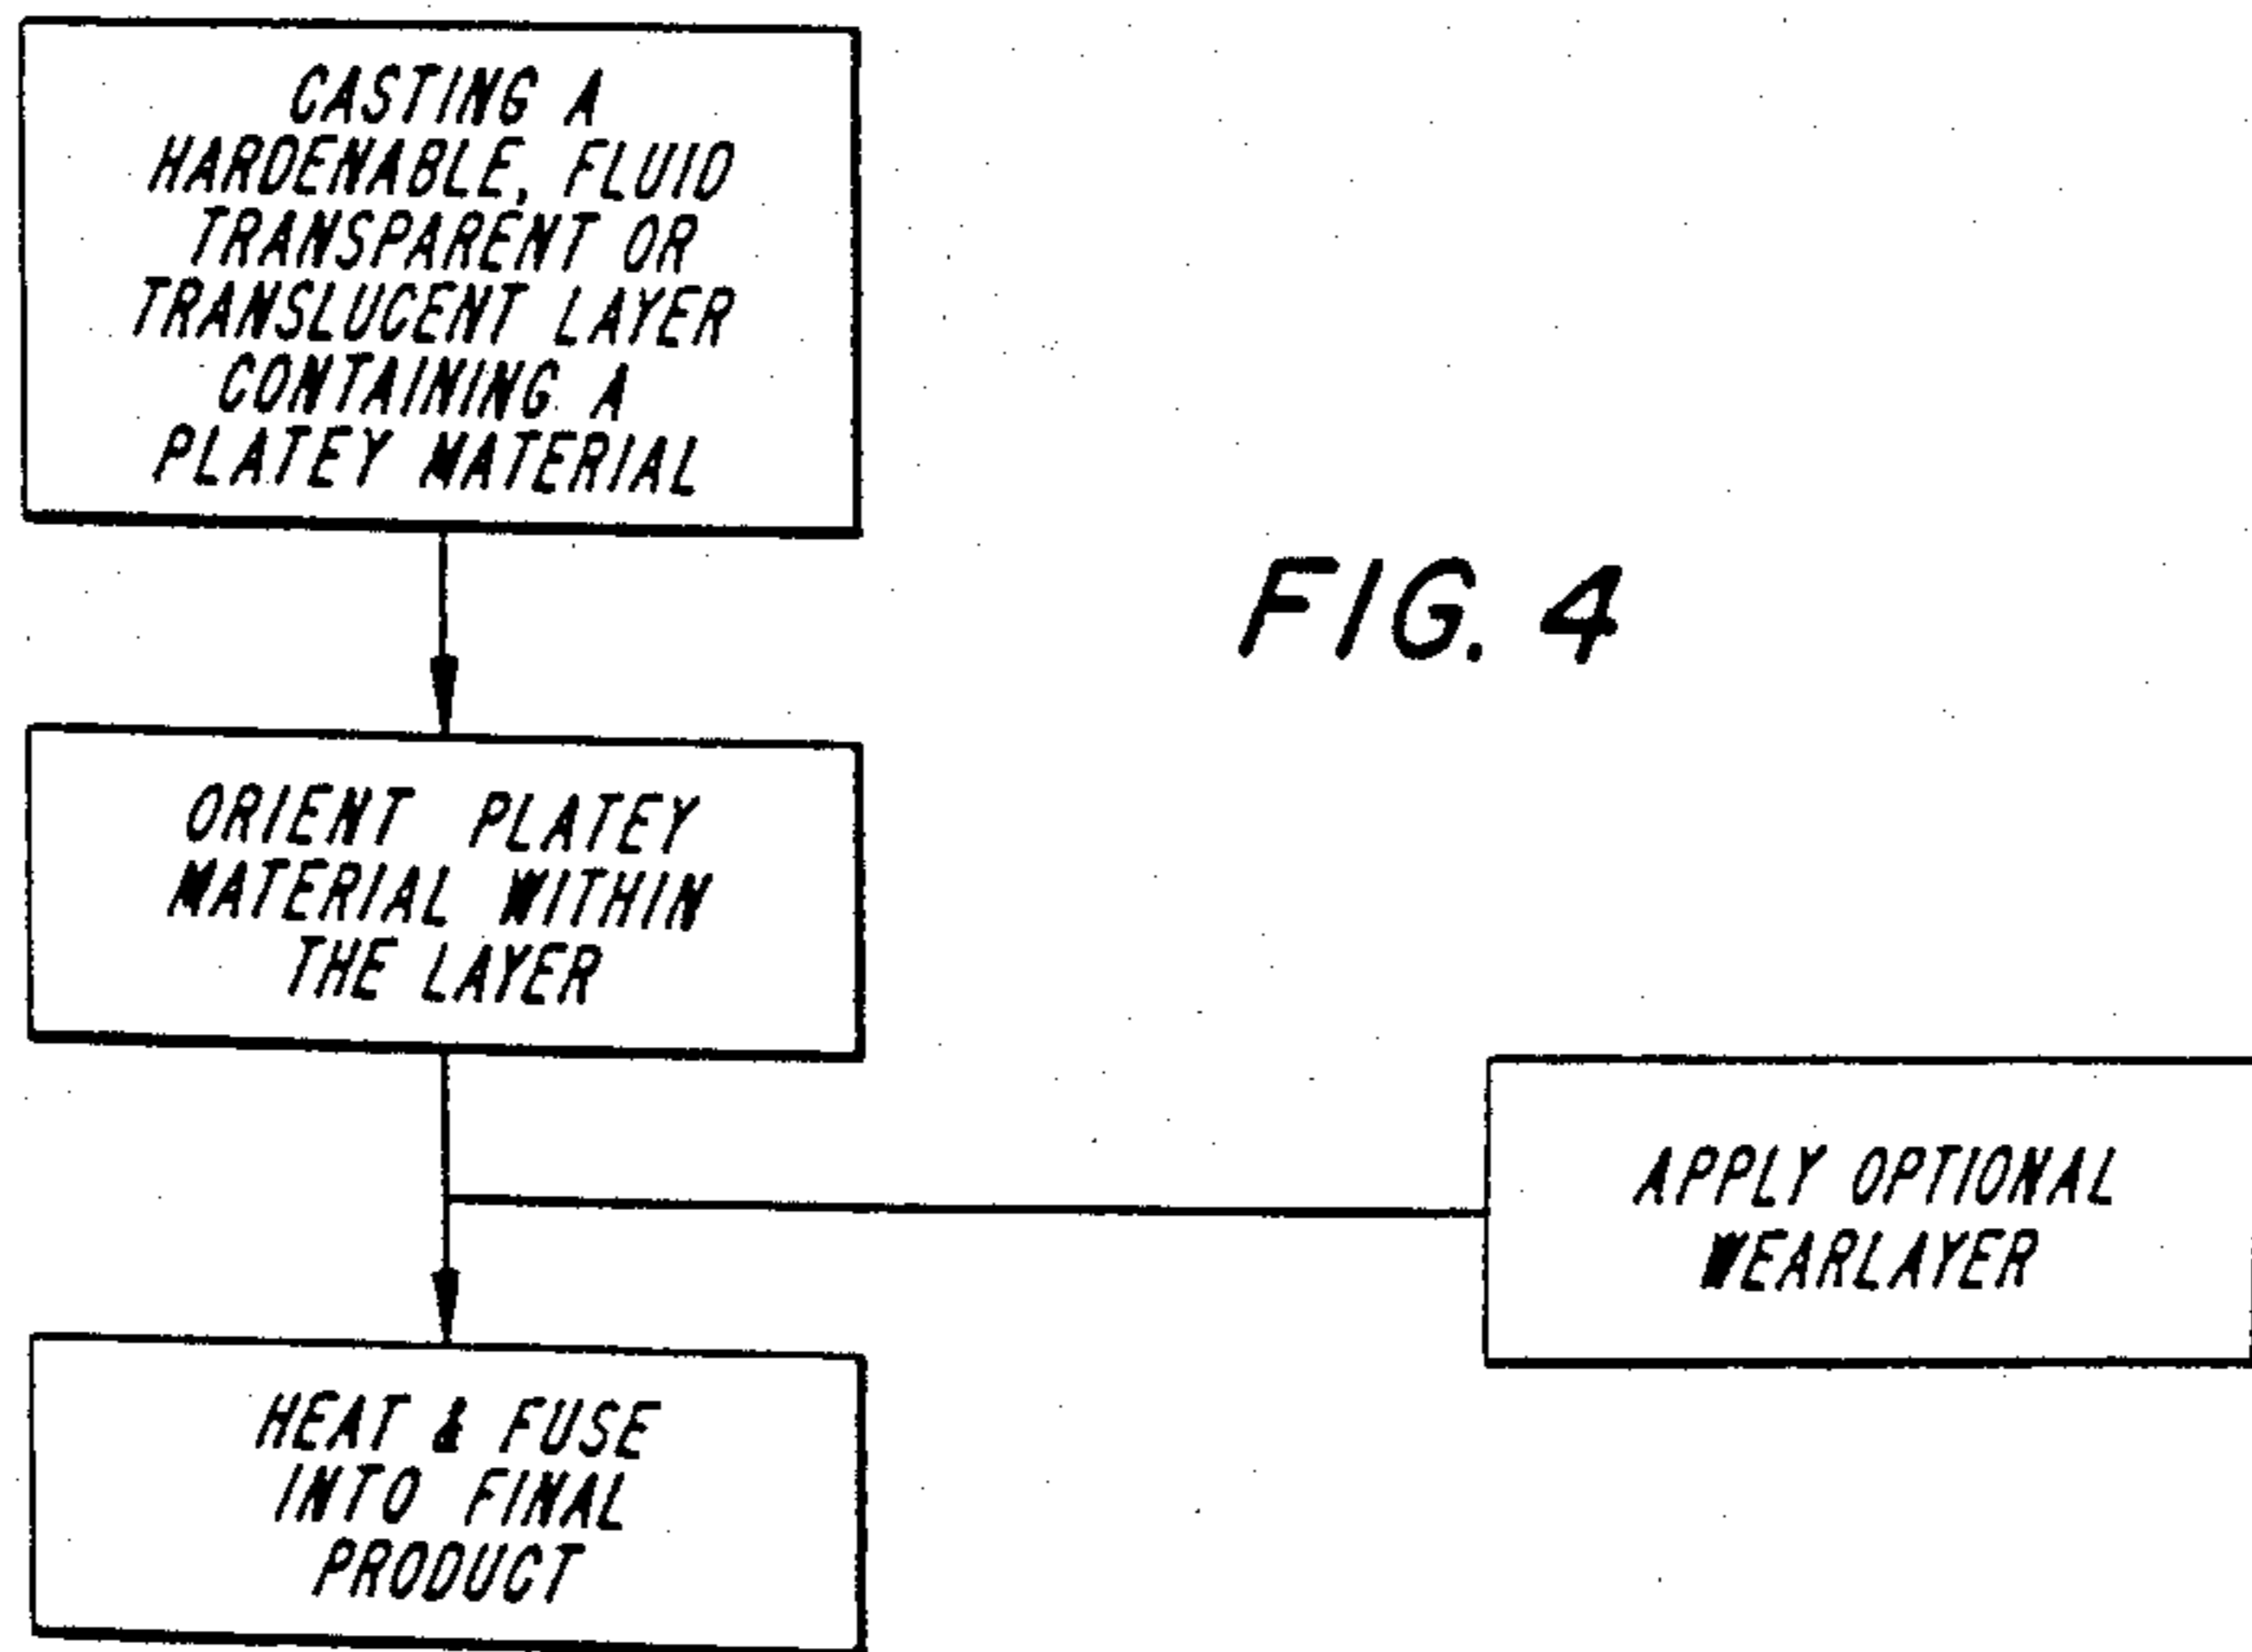 CASTING A
HARDENABLE, FLUID
TRANSPARENT OR
TRANSLUCENT LAYER
CONTAINING A
PLATEY MATERIAL
FIG. 4
ORIENT PLATEY
MATERIAL WITHIN
THE LAYER
APPLY OPTIONAL
WEARLAYER
HEAT & FUSE
INTO FINAL
PRODUCT